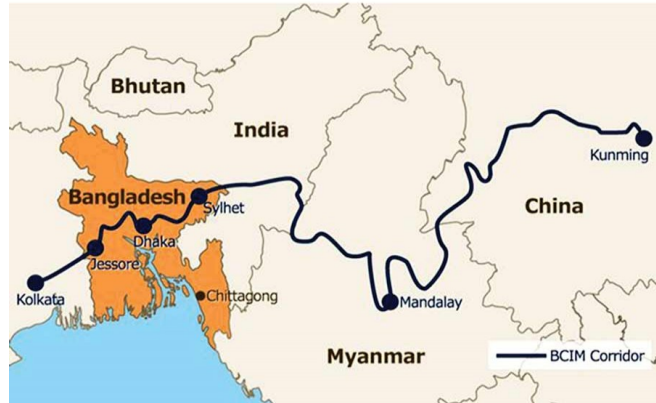 Bhutan
India
Kunming
Bangladesh
Sylhet
China
Dhaka
Jessore
Kolkata
Chittagong
Mandalay
Myanmar
BCIM Corridor